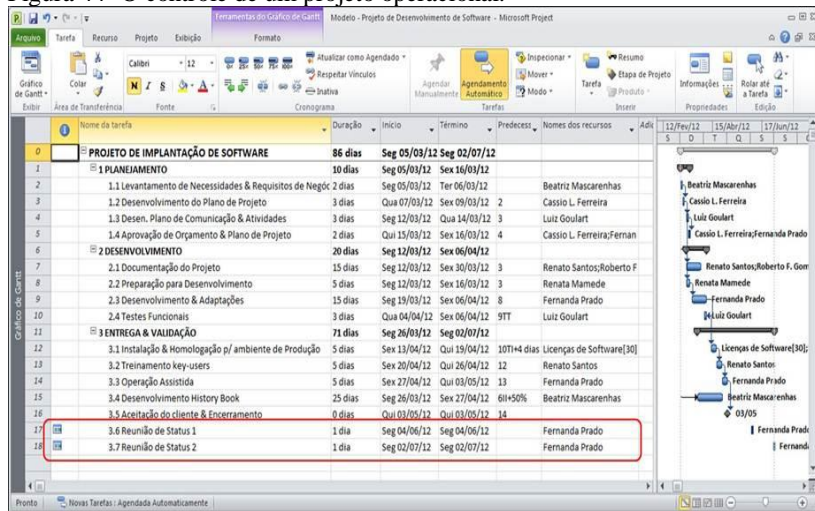 Figura 44- O controle de um projeto operacional.
Ferramentas do Gráfico de Gantt
Modelo - Projeto de Desenvolvimento de Software - Microsoft Project
Arquivo Tarefa Recurso Projeto Exibição Formato
Gráfico de Gantt
Colar
Calibri 12
N I S
Atualizar como Agendado
Respeitar Vínculos
Inativa
Agendar Manualmente
Agendamento Automático
Inspecionar
Mover
Modo
Tarefa
Resumo
Etapa de Projeto
Produto
Informações
Rolar até a Tarefa
Exibir Área de Transferência Fonte Cronograma Tarefas Inserir Propriedades Edição
Nome da tarefa Duração Início Término Predecess Nomes dos recursos Adic 12/Fev/12 15/Abr/12 17/Jun/12
S D T Q S S
0 PROJETO DE IMPLANTAÇÃO DE SOFTWARE 86 dias Seg 05/03/12 Seg 02/07/12
1 1 PLANEJAMENTO 10 dias Seg 05/03/12 Sex 16/03/12
2 1.1 Levantamento de Necessidades & Requisitos de Negóc 2 dias Seg 05/03/12 Ter 06/03/12 Beatriz Mascarenhas Beatriz Mascarenhas
3 1.2 Desenvolvimento do Plano de Projeto 3 dias Qua 07/03/12 Sex 09/03/12 2 Cassio L. Ferreira Cassio L. Ferreira
4 1.3 Desen. Plano de Comunicação & Atividades 3 dias Seg 12/03/12 Qua 14/03/12 3 Luiz Goulart Luiz Goulart
5 1.4 Aprovação de Orçamento & Plano de Projeto 2 dias Qui 15/03/12 Sex 16/03/12 4 Cassio L. Ferreira;Fernan Cassio L. Ferreira;Fernanda Prado
6 2 DESENVOLVIMENTO 20 dias Seg 12/03/12 Sex 06/04/12
7 2.1 Documentação do Projeto 15 dias Seg 12/03/12 Sex 30/03/12 3 Renato Santos;Roberto F Renato Santos;Roberto F. Gom
8 2.2 Preparação para Desenvolvimento 5 dias Seg 12/03/12 Sex 16/03/12 3 Renata Mamede Renata Mamede
9 2.3 Desenvolvimento & Adaptações 15 dias Seg 19/03/12 Sex 06/04/12 8 Fernanda Prado Fernanda Prado
10 2.4 Testes Funcionais 3 dias Qua 04/04/12 Sex 06/04/12 9TT Luiz Goulart Luiz Goulart
11 3 ENTREGA & VALIDAÇÃO 71 dias Seg 26/03/12 Seg 02/07/12
12 3.1 Instalação & Homologação p/ ambiente de Produção 5 dias Sex 13/04/12 Qui 19/04/12 10TI+4 dias Licenças de Software[30] Licenças de Software[30];
13 3.2 Treinamento key-users 5 dias Sex 20/04/12 Qui 26/04/12 12 Renato Santos Renato Santos
14 3.3 Operação Assistida 5 dias Sex 27/04/12 Qui 03/05/12 13 Fernanda Prado Fernanda Prado
15 3.4 Desenvolvimento History Book 25 dias Seg 26/03/12 Sex 27/04/12 6II+50% Beatriz Mascarenhas Beatriz Mascarenhas
16 3.5 Aceitação do cliente & Encerramento 0 dias Qui 03/05/12 Qui 03/05/12 14 03/05
17 3.6 Reunião de Status 1 1 dia Seg 04/06/12 Seg 04/06/12 Fernanda Prado Fernanda Prado
18 3.7 Reunião de Status 2 1 dia Seg 02/07/12 Seg 02/07/12 Fernanda Prado Fernand
Gráfico de Gantt
Pronto Novas Tarefas : Agendada Automaticamente